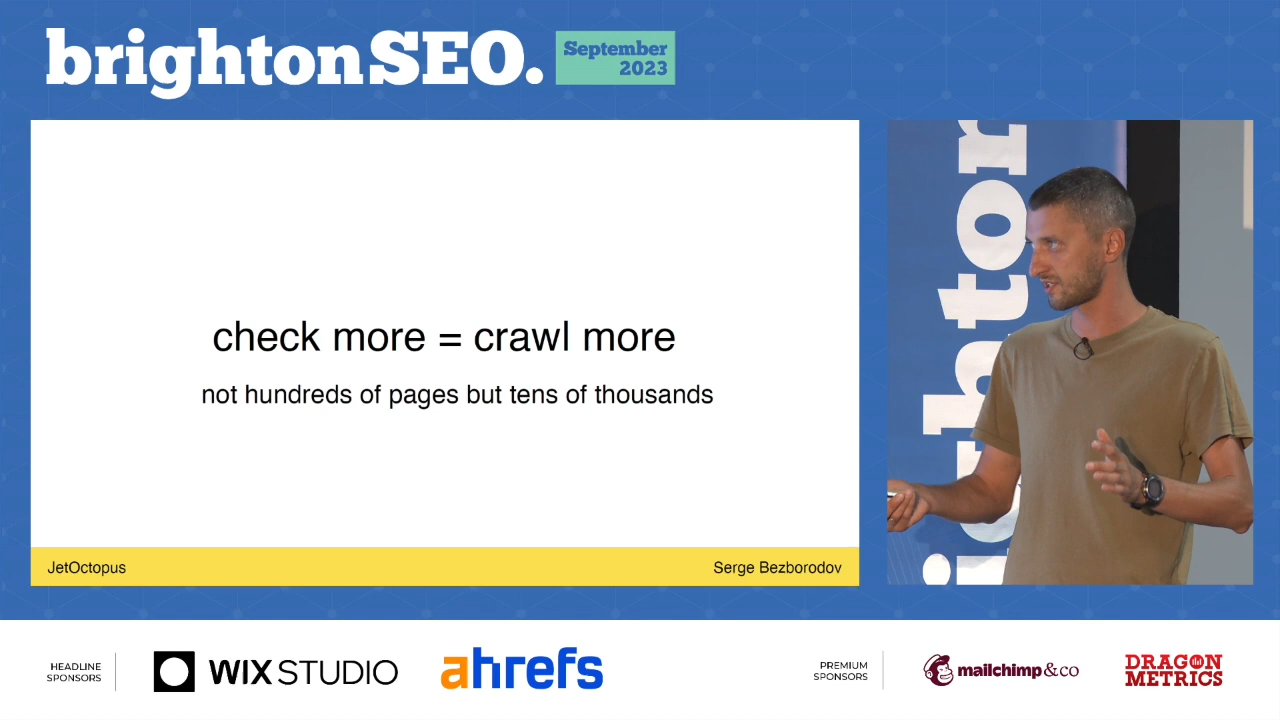 brightonSEO.
September
2023
check more = crawl more
not hundreds of pages but tens of thousands
JetOctopus
Serge Bezborodov
brighton
HEADLINE
SPONSORS
WIX STUDIO
ahrefs
PREMIUM
SPONSORS
mailchimp&co
DRAGON
METRICS